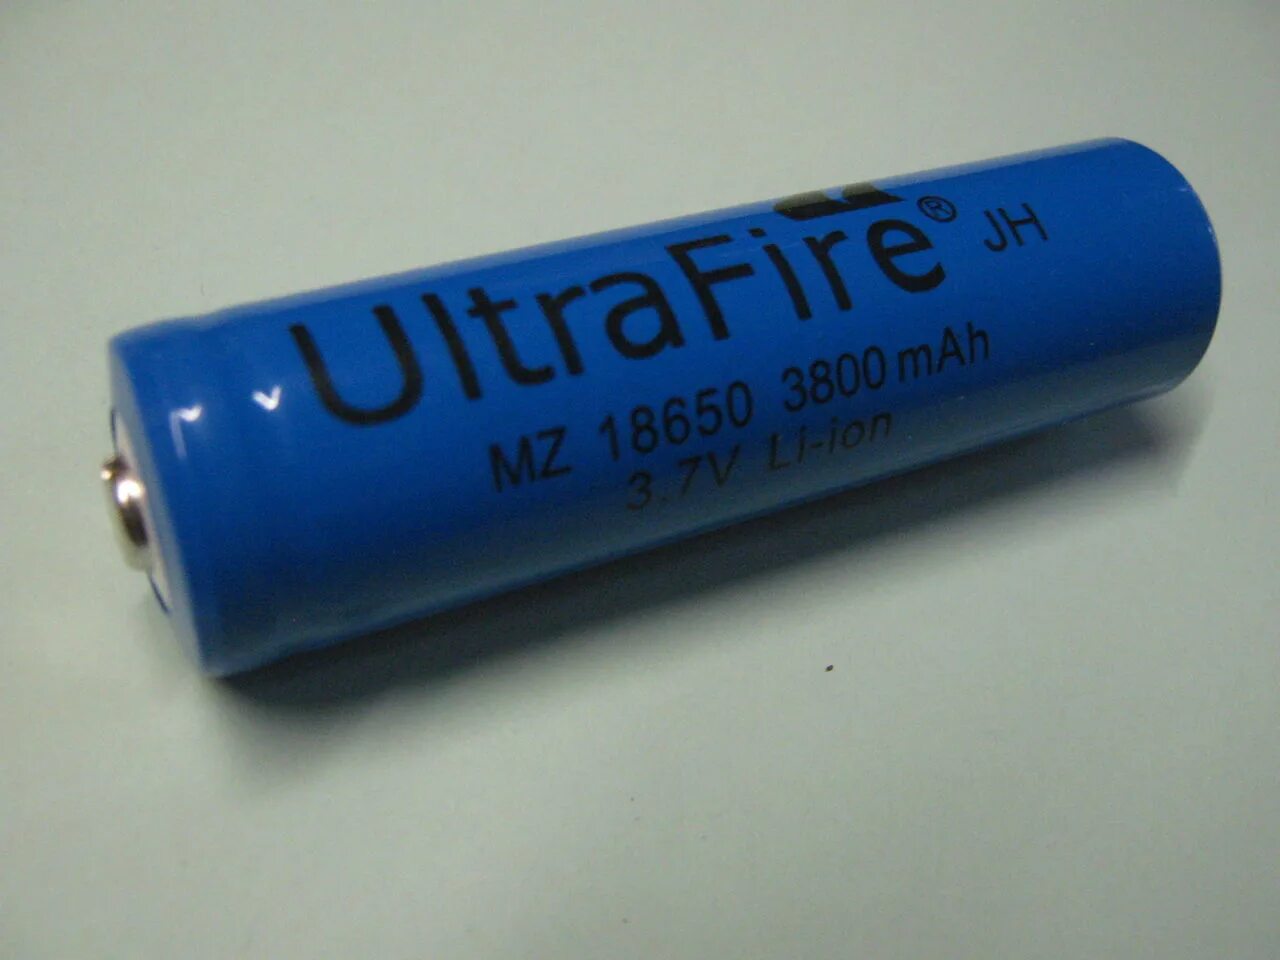 UltraFire® JH
MZ 18650 3800 mAh
3.7V Li-ion